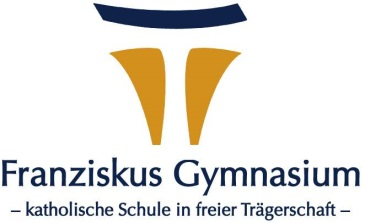 Franziskus Gymnasium
– katholische Schule in freier Trägerschaft –